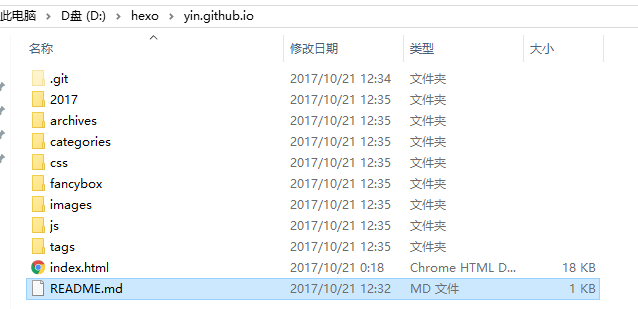 此电脑 > D盘 (D:) > hexo > yin.github.io
名称 修改日期 类型 大小
.git 2017/10/21 12:34 文件夹
2017 2017/10/21 12:35 文件夹
archives 2017/10/21 12:35 文件夹
categories 2017/10/21 12:35 文件夹
css 2017/10/21 12:35 文件夹
fancybox 2017/10/21 12:35 文件夹
images 2017/10/21 12:35 文件夹
js 2017/10/21 12:35 文件夹
tags 2017/10/21 12:35 文件夹
index.html 2017/10/21 0:18 Chrome HTML D... 18 KB
README.md 2017/10/21 12:32 MD 文件 1 KB